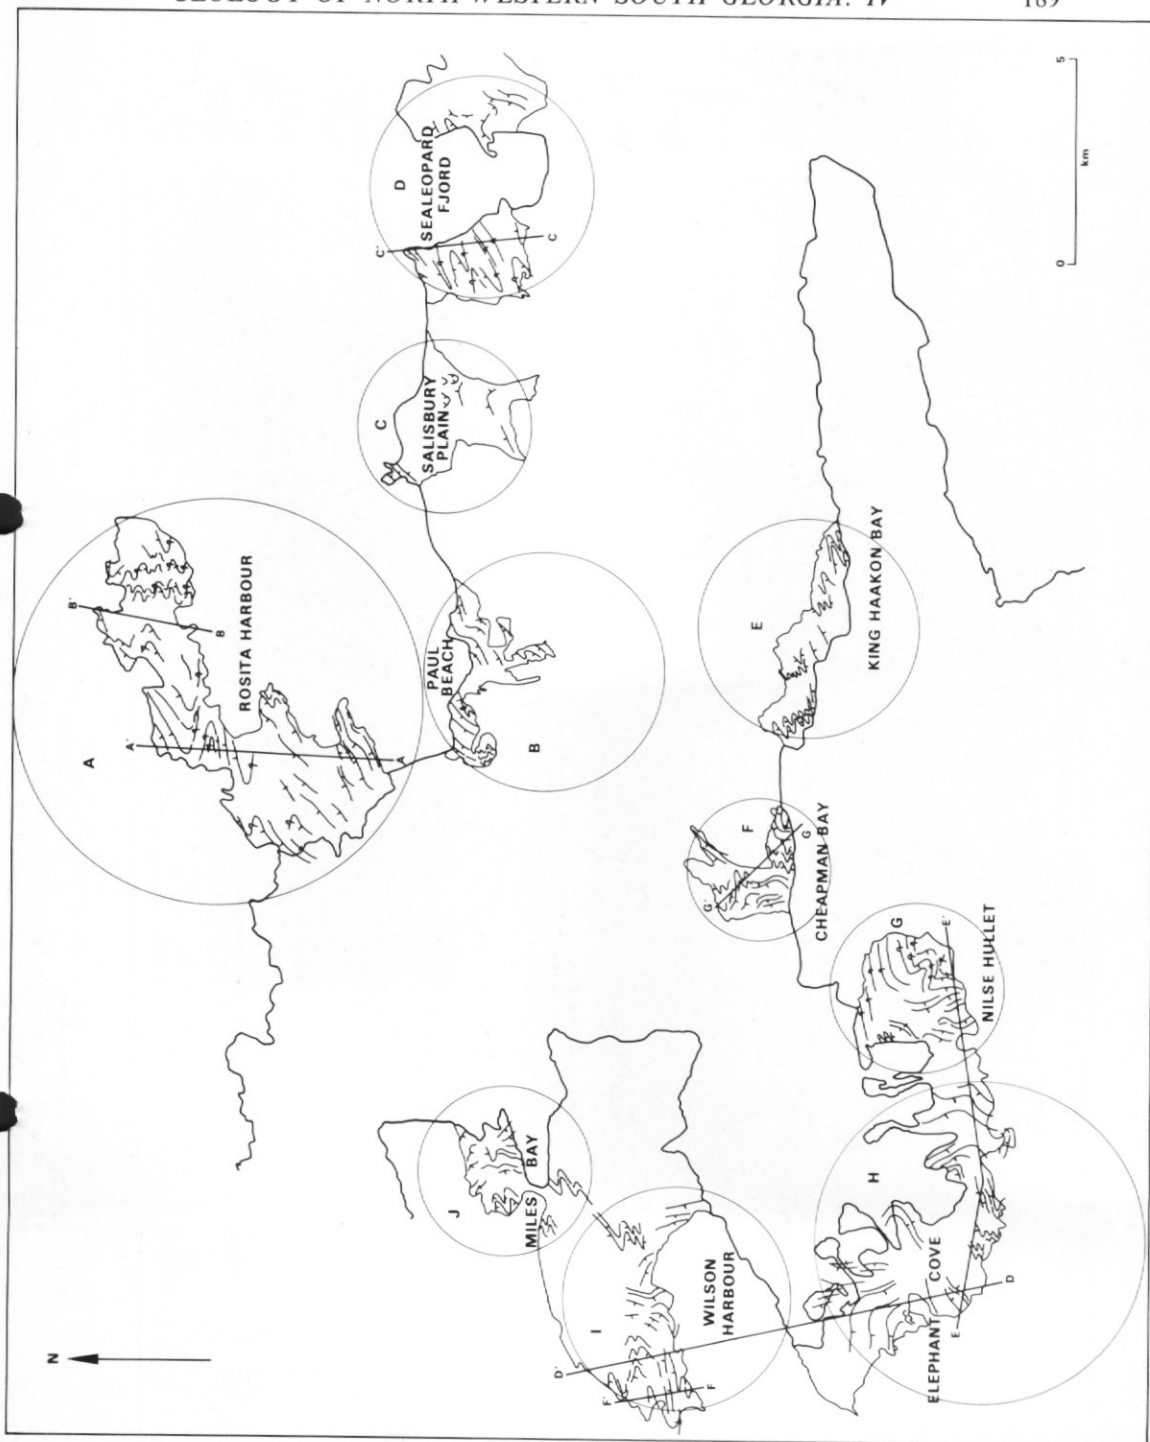 GEOLOGY OF NORTH-WESTERN SOUTH GEORGIA: IV 189
N
A
A'
A
B'
B
ROSITA HARBOUR
PAUL
BEACH
B
C
SALISBURY
PLAIN
D
SEALEOPARD
FJORD
C'
C
5
0
km
E
KING HAAKON BAY
F
G'
G
CHEAPMAN BAY
G
E'
NILSE HULLET
H
ELEPHANT COVE
E
D
J
MILES BAY
I
WILSON
HARBOUR
D'
F'
F